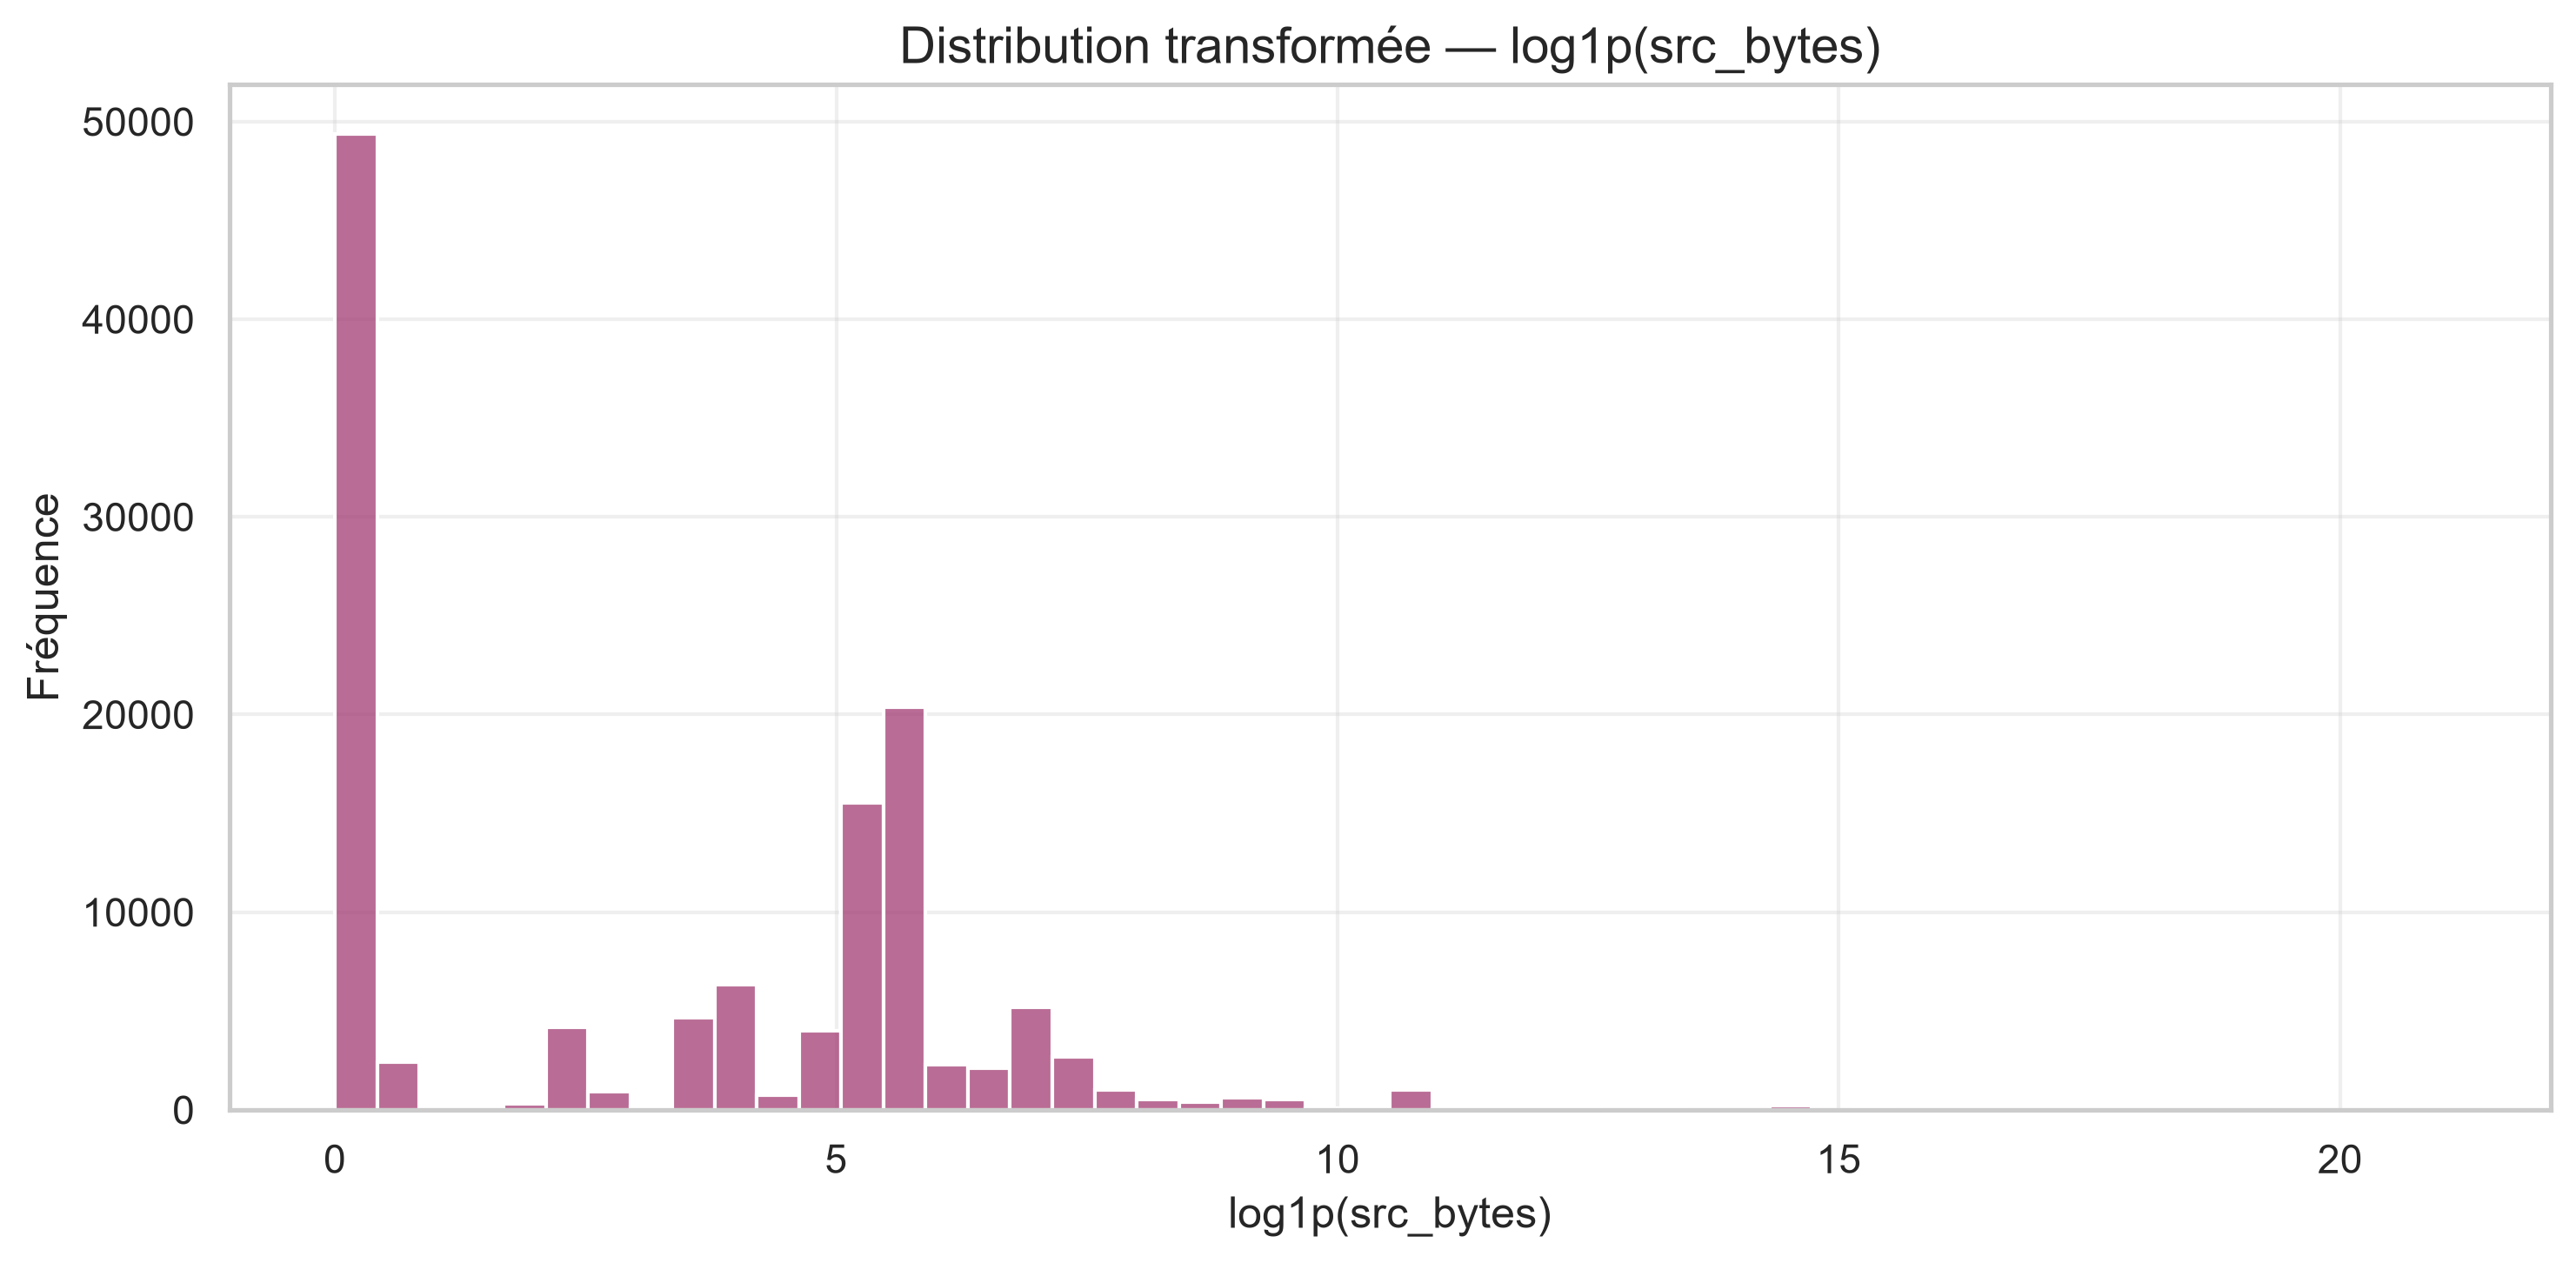 Distribution transformée — log1p(src_bytes)
50000
40000
30000
20000
10000
0
Fréquence
0 5 10 15 20
log1p(src_bytes)